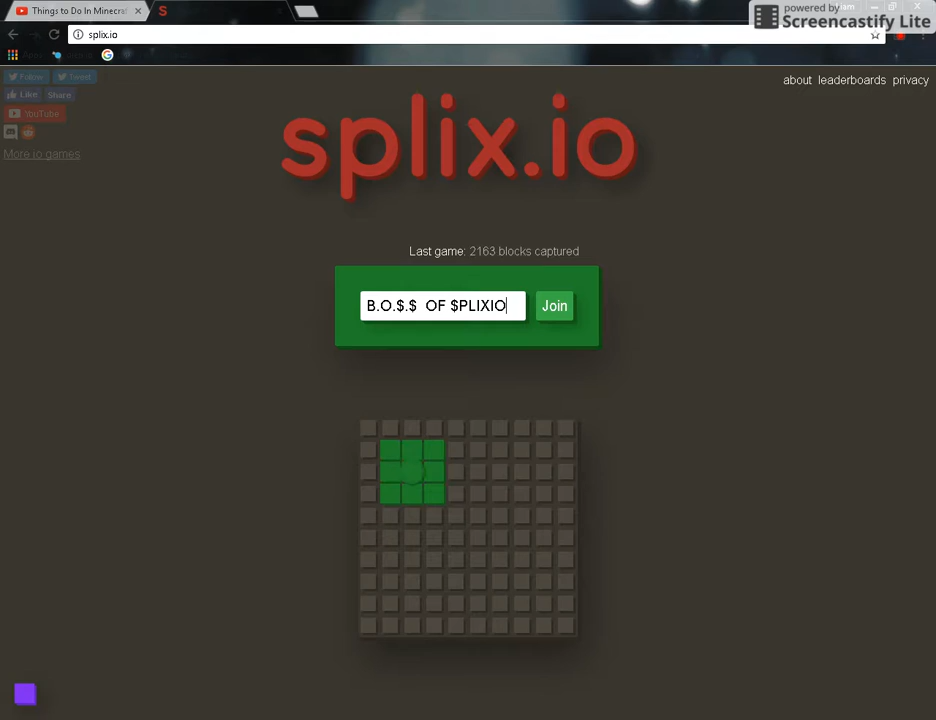 Things to Do In Minecraf
powered by
Screencastify Lite
splix.io
Follow
Tweet
Like
Share
YouTube
More io games
about leaderboards privacy
splix.io
Last game: 2163 blocks captured
B.O.$.$ OF $PLIXIO
Join